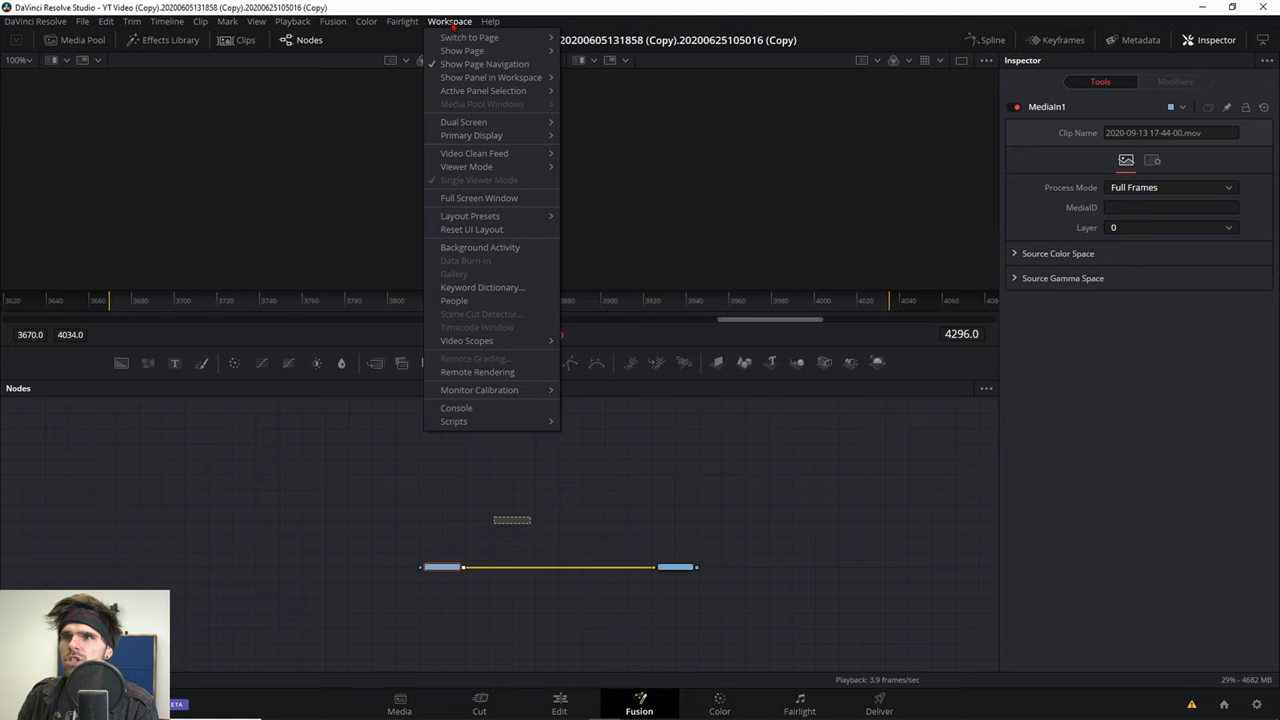 DaVinci Resolve Studio - YT Video (Copy).20200605131858 (Copy).20200625105016 (Copy)
DaVinci Resolve File Edit Trim Timeline Clip Mark View Playback Fusion Color Fairlight Workspace Help
Media Pool Effects Library Clips Nodes
20200605131858 (Copy).20200625105016 (Copy)
Spline Keyframes Metadata Inspector
100%
Switch to Page
Show Page
Show Page Navigation
Show Panel in Workspace
Active Panel Selection
Media Pool Windows
Dual Screen
Primary Display
Video Clean Feed
Viewer Mode
Single Viewer Mode
Full Screen Window
Layout Presets
Reset UI Layout
Background Activity
Data Burn-In
Gallery
Keyword Dictionary...
People
Scene Cut Detector...
Timecode Window
Video Scopes
Remote Grading...
Remote Rendering
Monitor Calibration
Console
Scripts
Inspector
Tools Modifiers
MediaIn1
Clip Name 2020-09-13 17-44-00.mov
Process Mode Full Frames
MediaID
Layer 0
Source Color Space
Source Gamma Space
3620 3640 3660 3680 3700 3720 3740 3760 3780 3800 3880 3900 3920 3940 3960 3980 4000 4020 4040 4060 408
3670.0 4034.0 4296.0
T
T
Nodes
Playback: 3.9 frames/sec 29% - 4682 MB
BETA
Media Cut Edit Fusion Color Fairlight Deliver